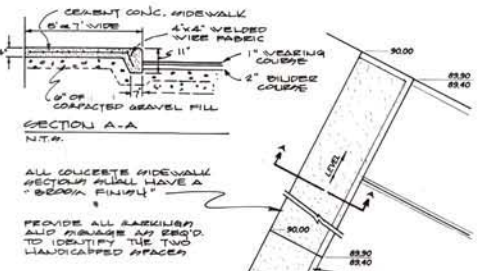 CEMENT CONC. SIDEWALK
5' & 7' WIDE
4"x4" WELDED
WIRE FABRIC
11"
1" WEARING
COURSE
2" BINDER
COURSE
7"
6" OF
COMPACTED GRAVEL FILL
SECTION A-A
N.T.S.
ALL CONCRETE SIDEWALK
SECTIONS SHALL HAVE A
"BROOM FINISH"
PROVIDE ALL MARKINGS
AND SIGNAGE AS REQ'D.
TO IDENTIFY THE TWO
HANDICAPPED SPACES
90.00
89.90
89.40
A
LEVEL
A
90.00
89.90
89.40